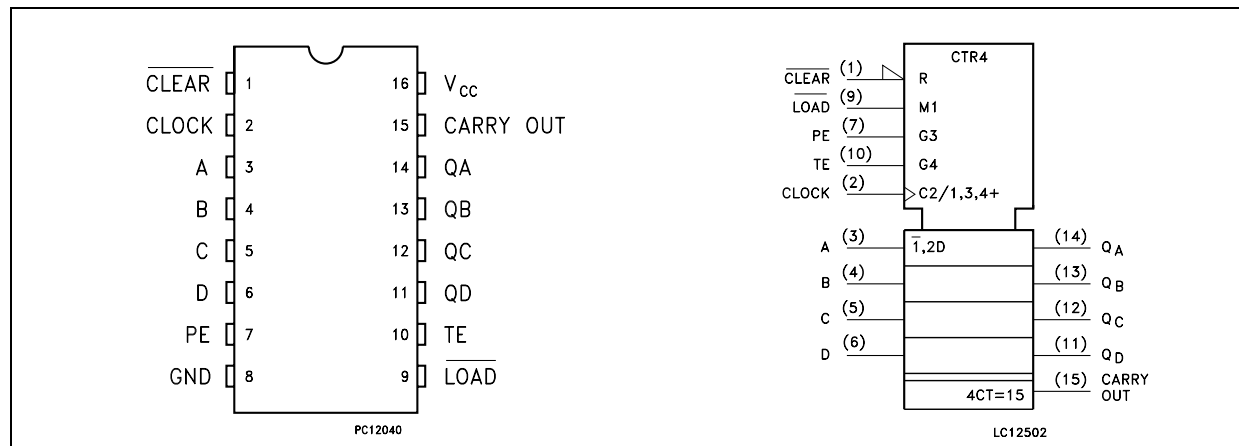 CLEAR 1 16 VCC
CLOCK 2 15 CARRY OUT
A 3 14 QA
B 4 13 QB
C 5 12 QC
D 6 11 QD
PE 7 10 TE
GND 8 9 LOAD
PC12040
CTR4
CLEAR (1) R
LOAD (9) M1
PE (7) G3
TE (10) G4
CLOCK (2) C2/1,3,4+
A (3) 1̅,2D (14) QA
B (4) (13) QB
C (5) (12) QC
D (6) (11) QD
4CT=15 (15) CARRY
OUT
LC12502